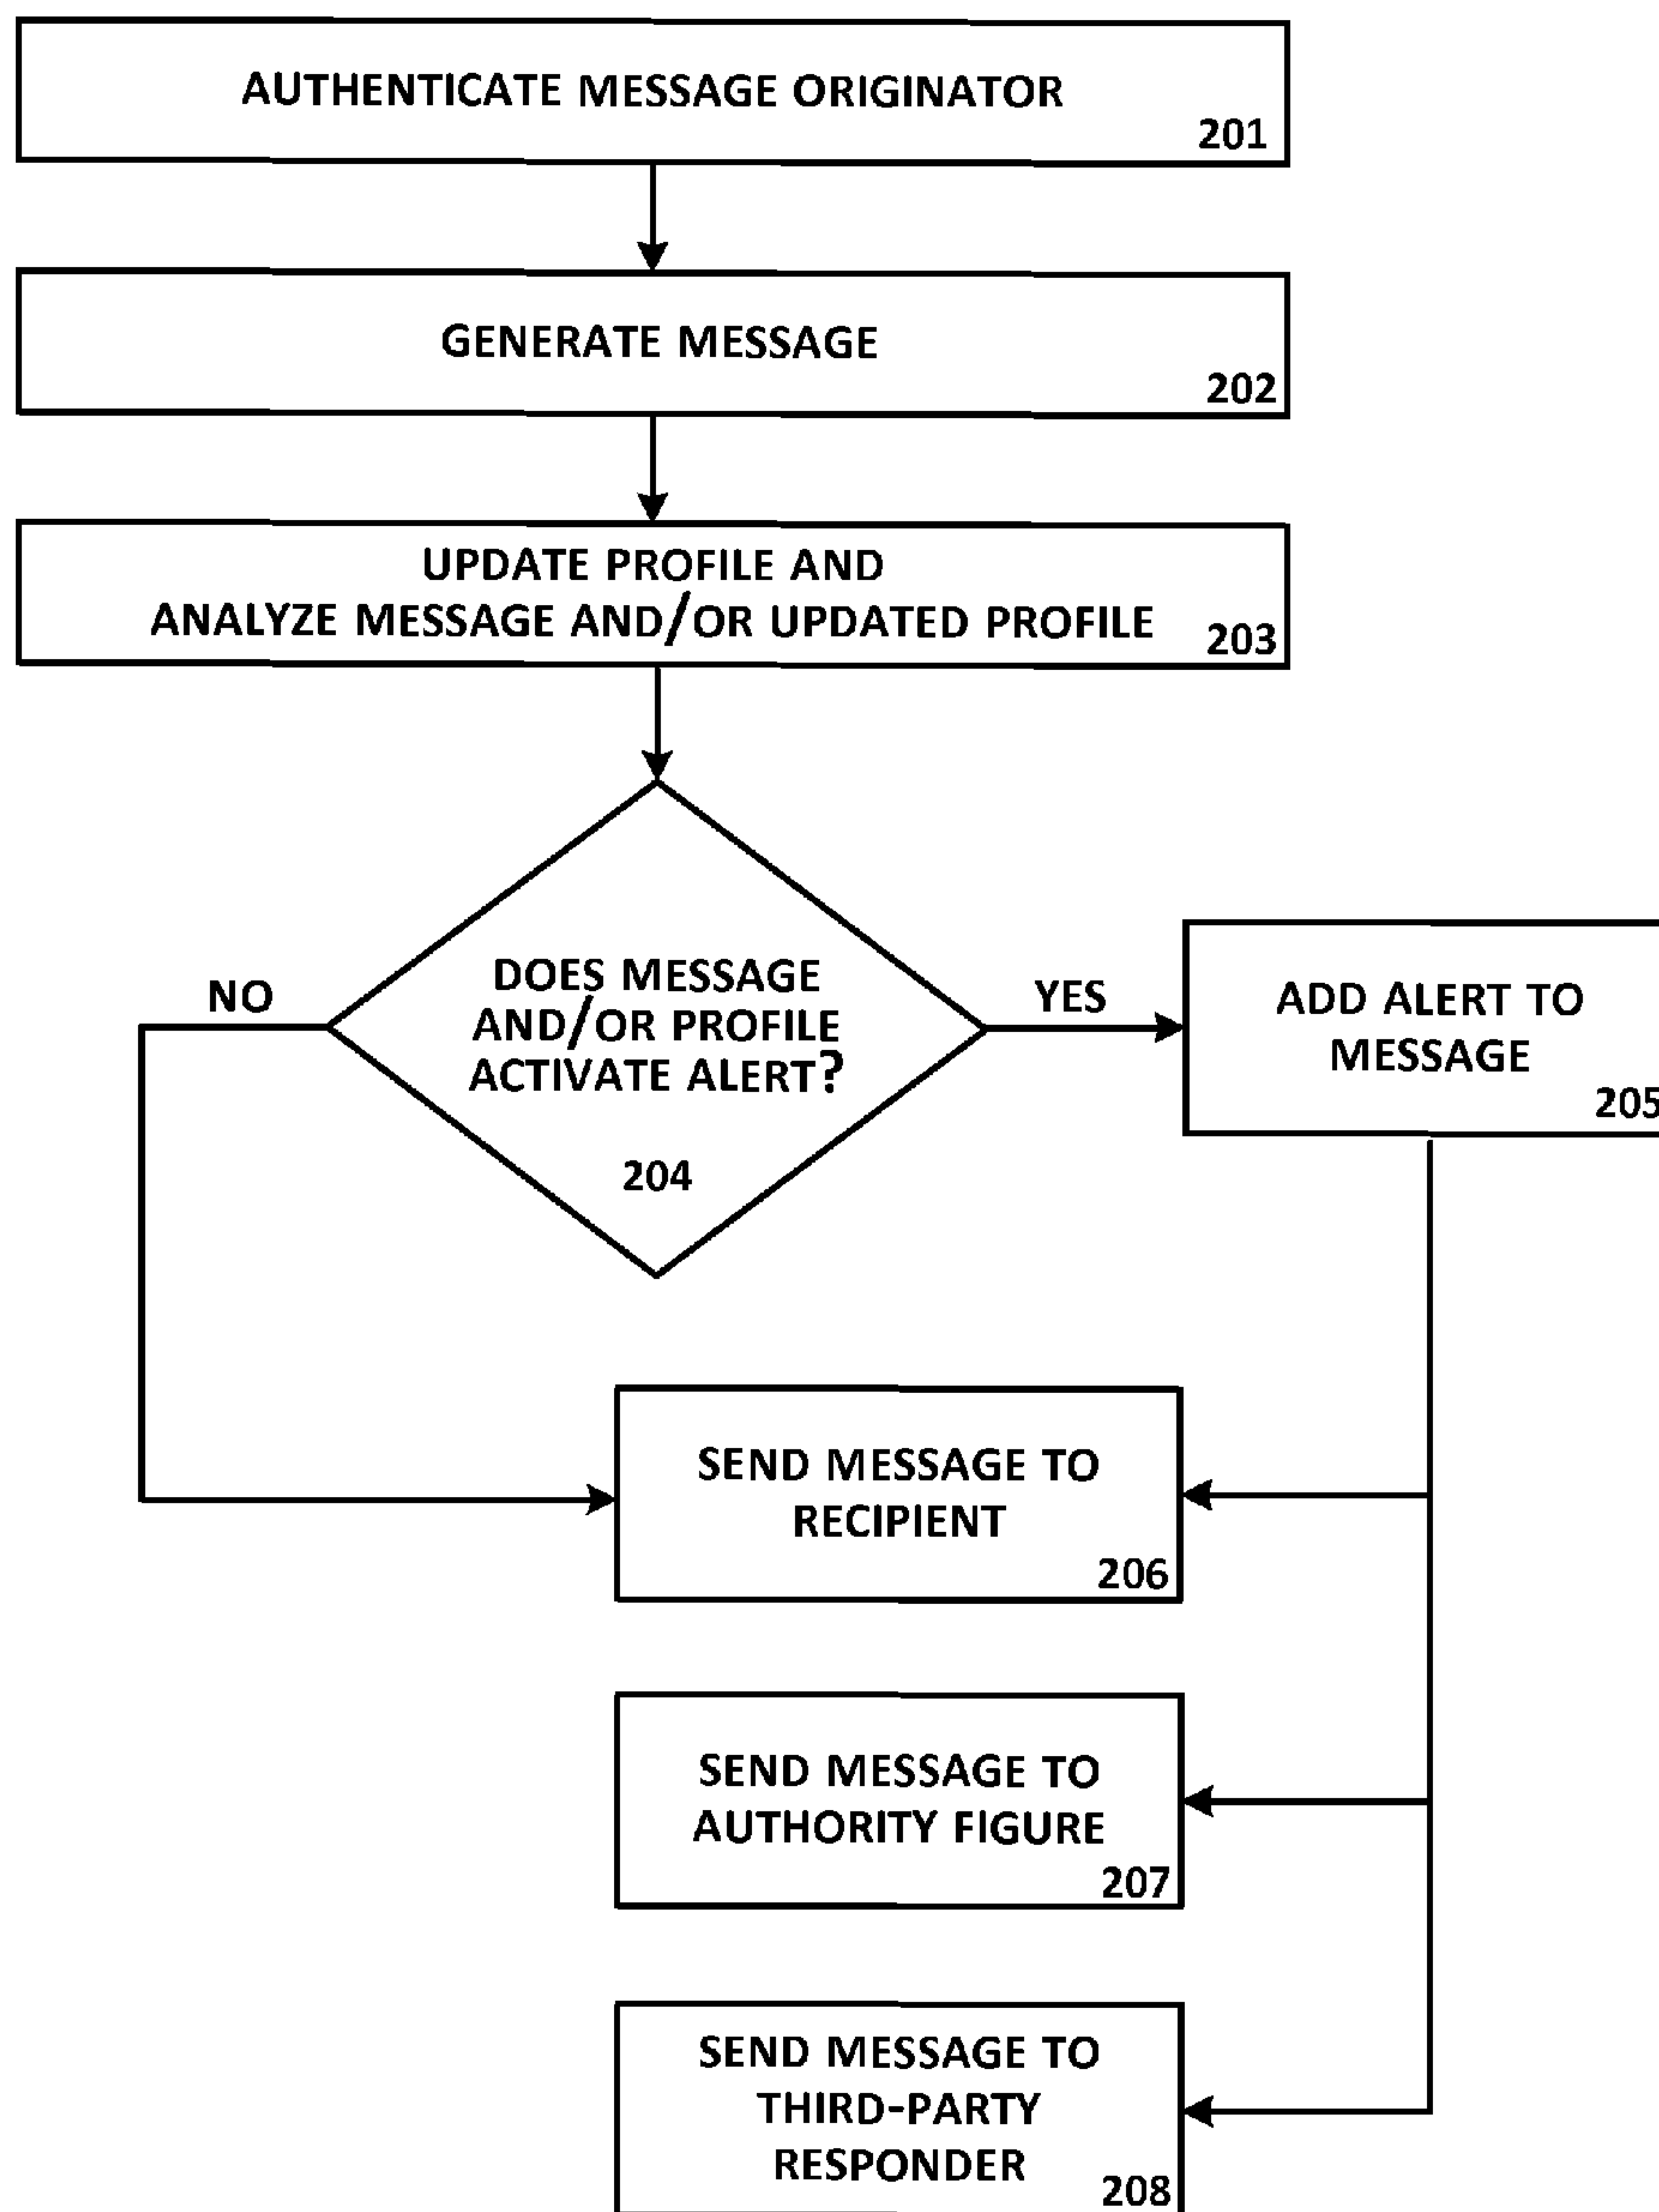 AUTHENTICATE MESSAGE ORIGINATOR
201
GENERATE MESSAGE
202
UPDATE PROFILE AND
ANALYZE MESSAGE AND/OR UPDATED PROFILE
203
DOES MESSAGE
AND/OR PROFILE
ACTIVATE ALERT?
204
NO
YES
ADD ALERT TO
MESSAGE
205
SEND MESSAGE TO
RECIPIENT
206
SEND MESSAGE TO
AUTHORITY FIGURE
207
SEND MESSAGE TO
THIRD-PARTY
RESPONDER
208